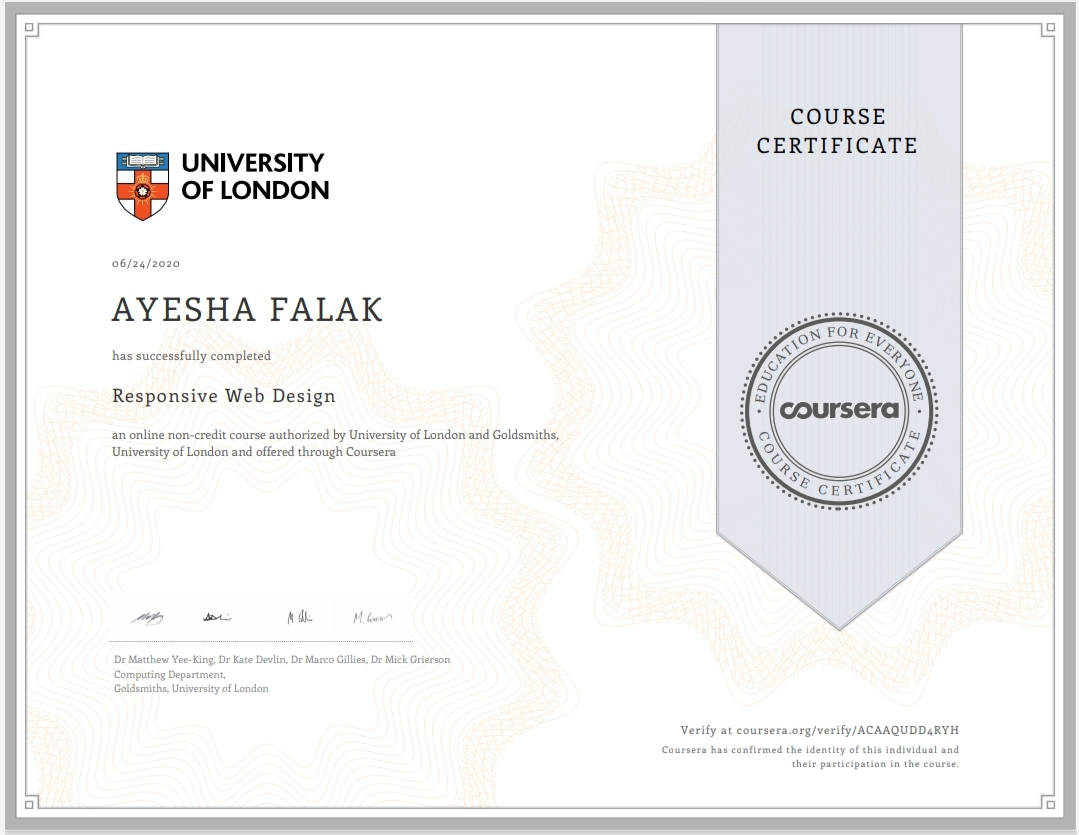 COURSE
CERTIFICATE
UNIVERSITY
OF LONDON
06/24/2020
AYESHA FALAK
has successfully completed
Responsive Web Design
an online non-credit course authorized by University of London and Goldsmiths,
University of London and offered through Coursera
EDUCATION FOR EVERYONE
coursera
COURSE CERTIFICATE
Dr Matthew Yee-King, Dr Kate Devlin, Dr Marco Gillies, Dr Mick Grierson
Computing Department,
Goldsmiths, University of London
Verify at coursera.org/verify/ACAAQUDD4RYH
Coursera has confirmed the identity of this individual and
their participation in the course.